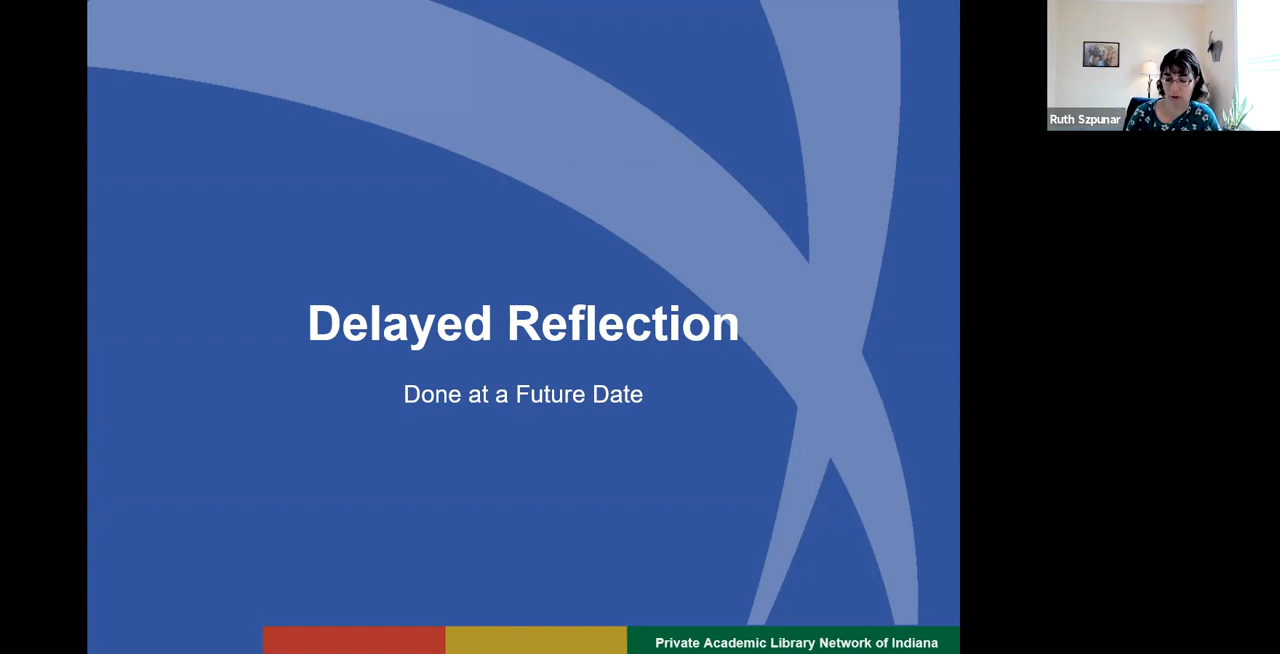 Ruth Szpunar
Delayed Reflection
Done at a Future Date
Private Academic Library Network of Indiana